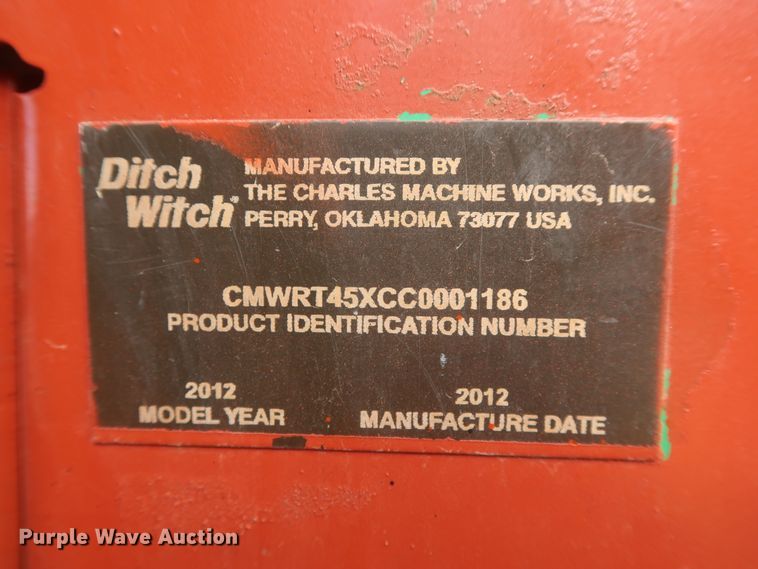 Ditch Witch®
MANUFACTURED BY
THE CHARLES MACHINE WORKS, INC.
PERRY, OKLAHOMA 73077 USA
CMWRT45XCC0001186
PRODUCT IDENTIFICATION NUMBER
2012
MODEL YEAR
2012
MANUFACTURE DATE
Purple Wave Auction